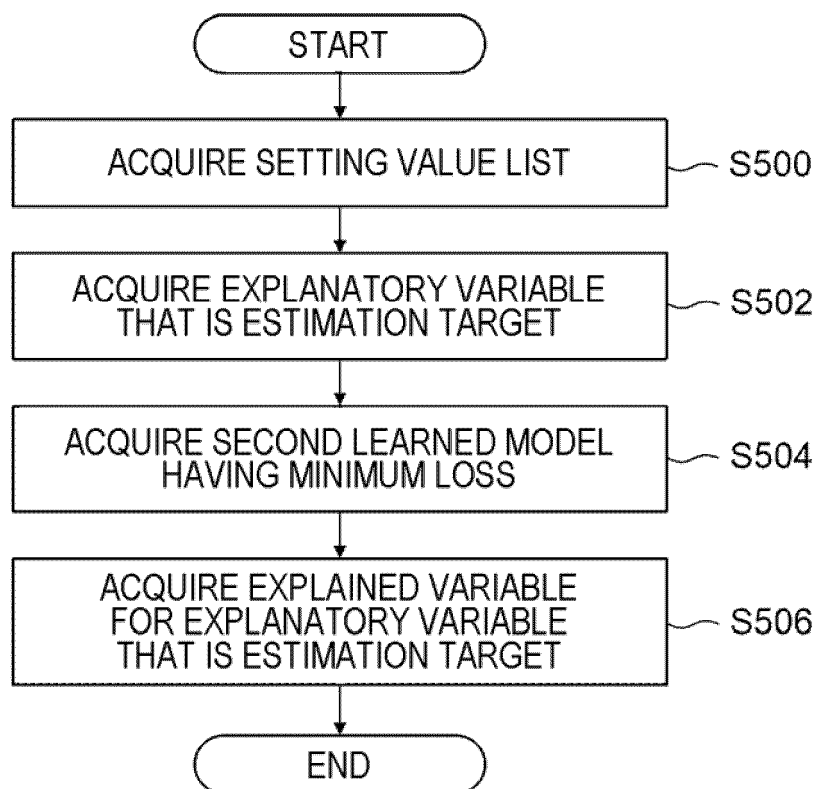 START
ACQUIRE SETTING VALUE LIST
S500
ACQUIRE EXPLANATORY VARIABLE
THAT IS ESTIMATION TARGET
S502
ACQUIRE SECOND LEARNED MODEL
HAVING MINIMUM LOSS
S504
ACQUIRE EXPLAINED VARIABLE
FOR EXPLANATORY VARIABLE
THAT IS ESTIMATION TARGET
S506
END